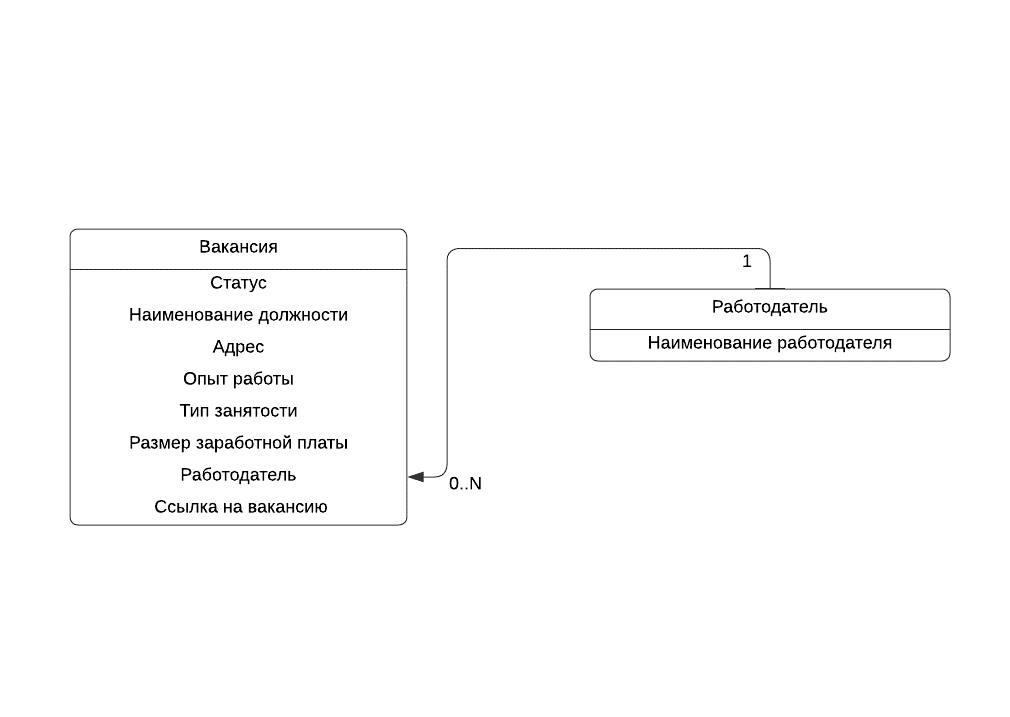 Вакансия
Статус
Наименование должности
Адрес
Опыт работы
Тип занятости
Размер заработной платы
Работодатель
Ссылка на вакансию
0..N
1
Работодатель
Наименование работодателя